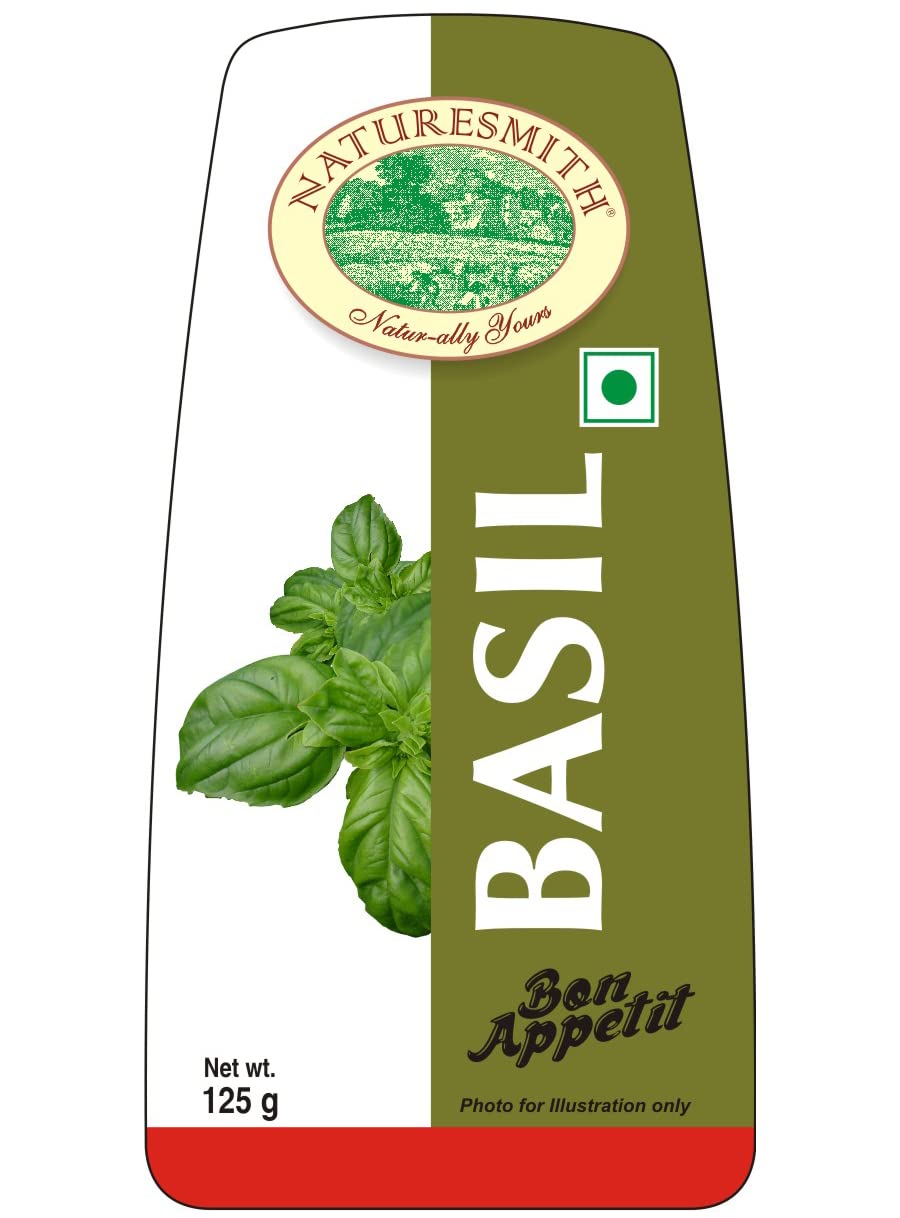 NATURESMITH®
Natur-ally Yours
BASIL
Bon
Appetit
Net wt.
125 g
Photo for Illustration only